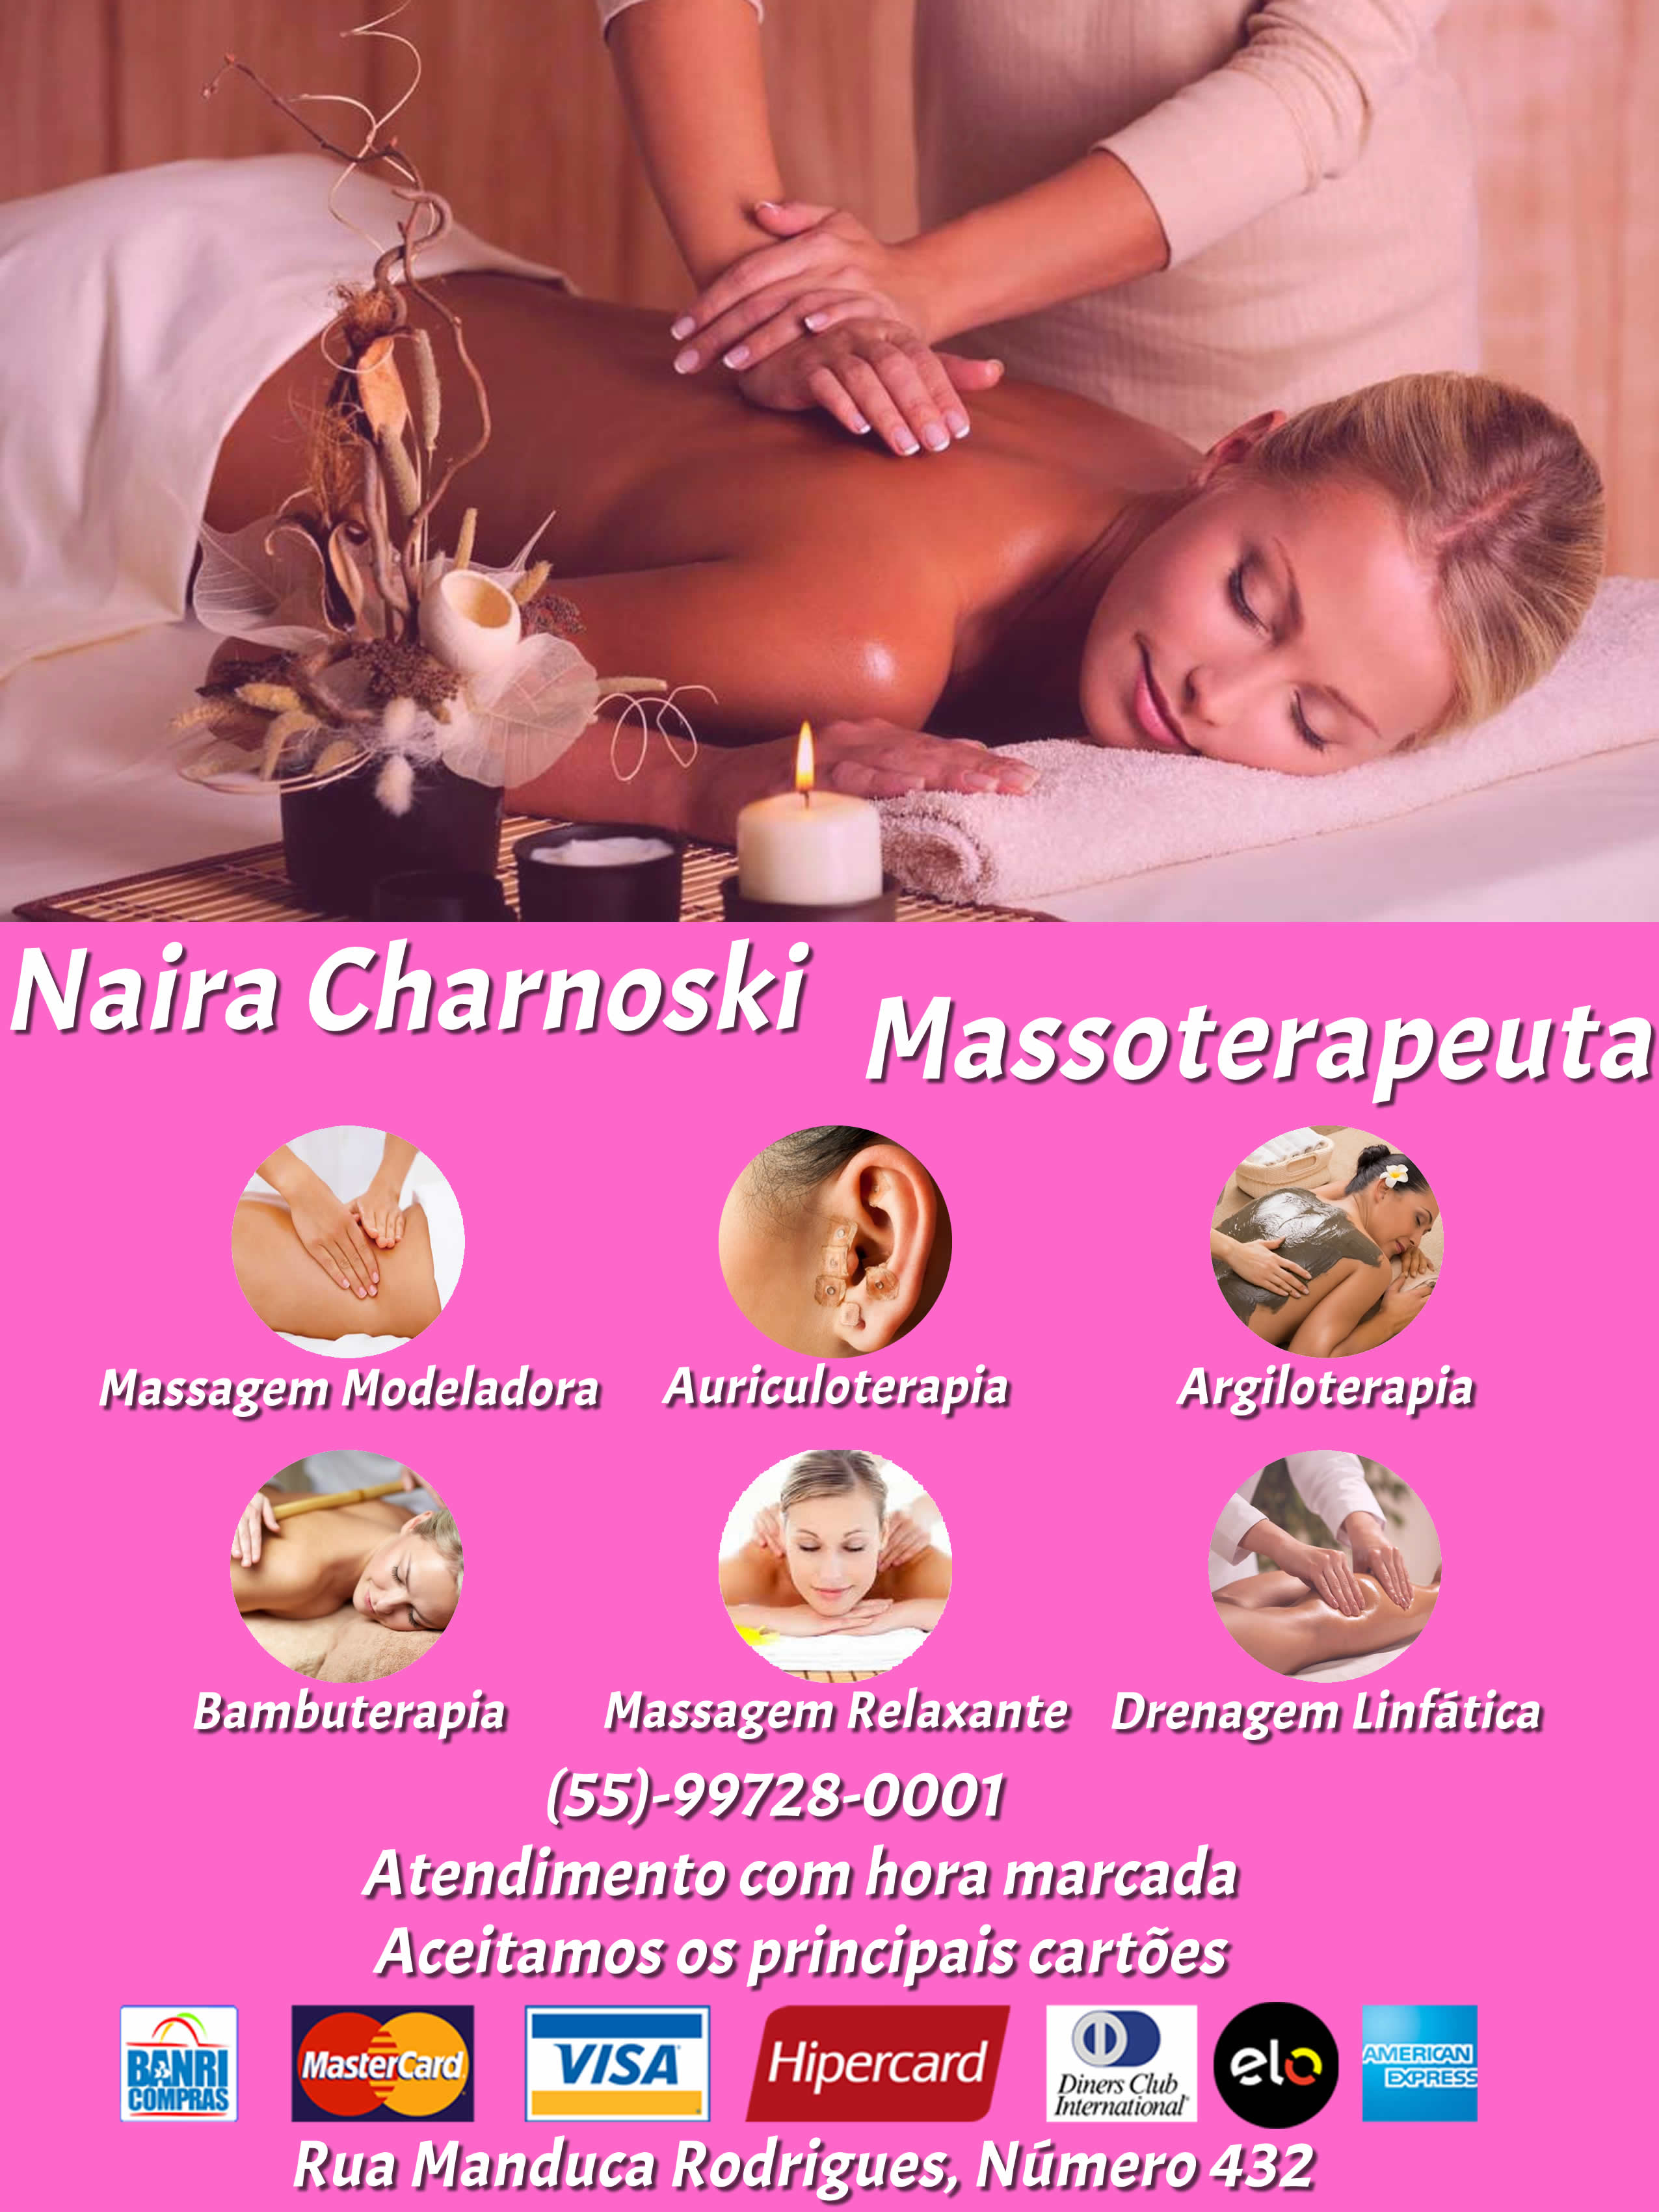 Naira Charnoski
Massoterapeuta
Massagem Modeladora
Auriculoterapia
Argiloterapia
Bambuterapia
Massagem Relaxante
Drenagem Linfática
(55)-99728-0001
Atendimento com hora marcada
Aceitamos os principais cartões
BANRI
COMPRAS
MasterCard
VISA
Hipercard
Diners Club
International
elo
AMERICAN
EXPRESS
Rua Manduca Rodrigues, Número 432